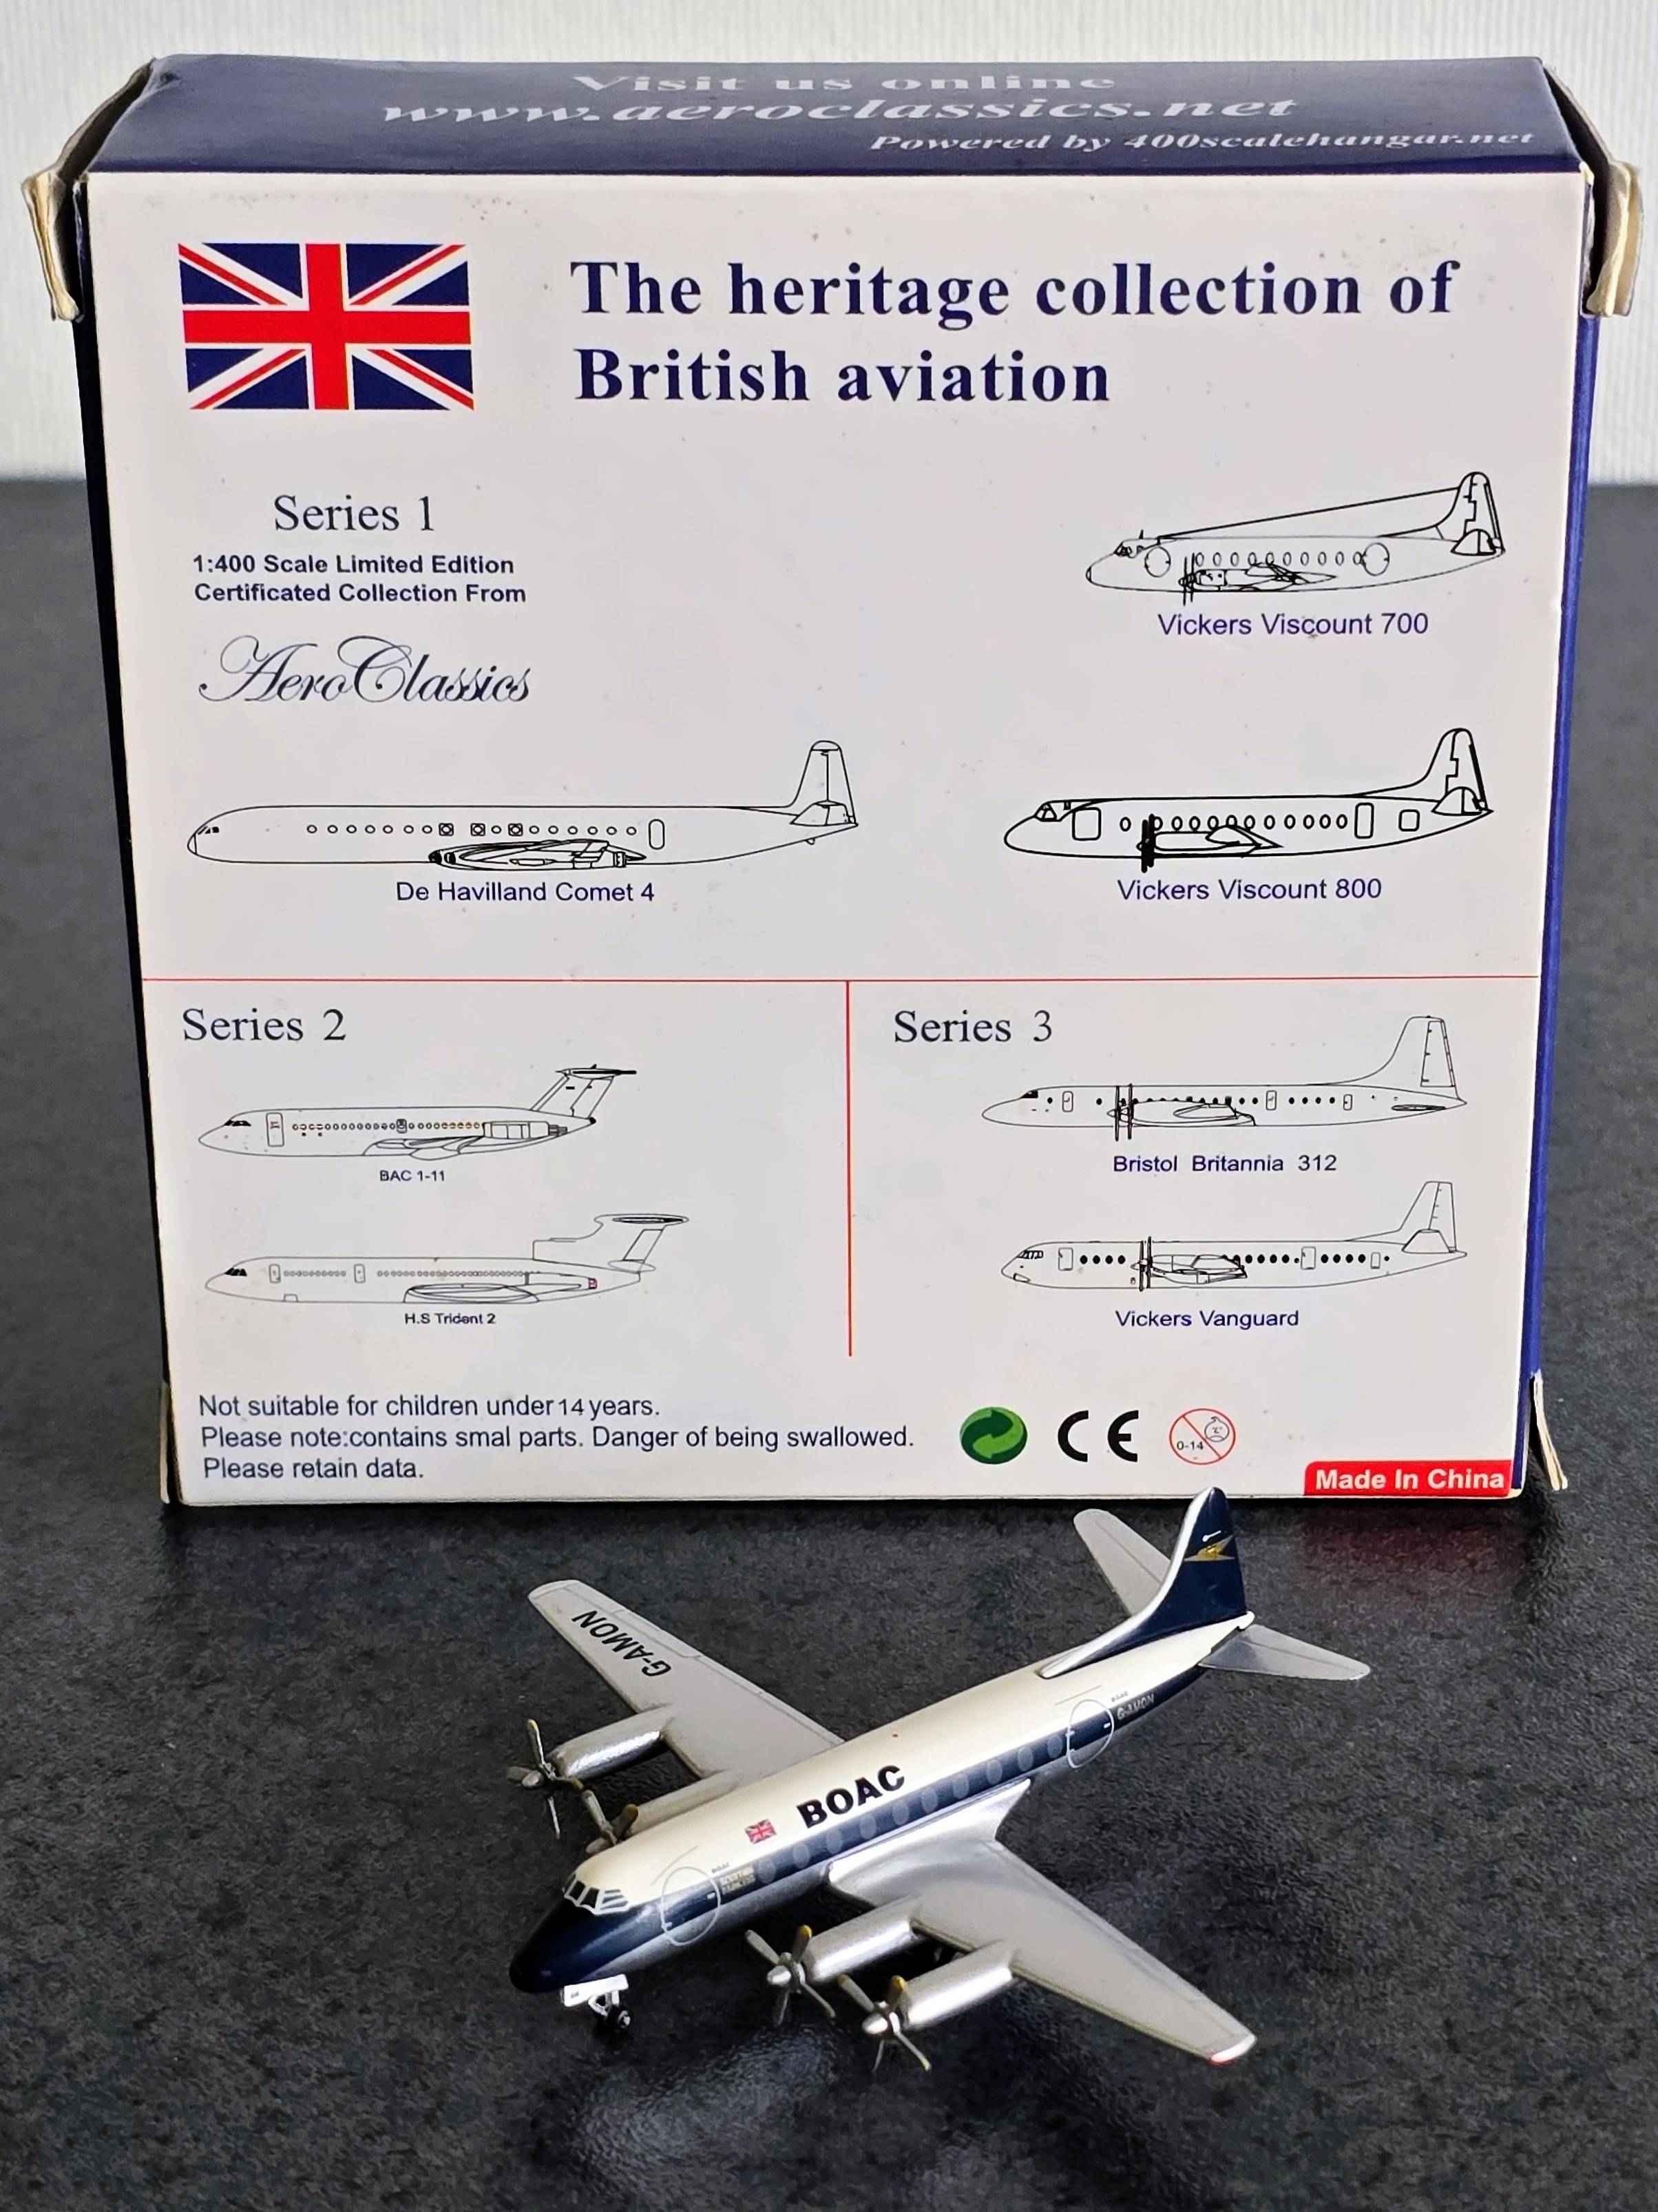 Visit us online
www.aeroclassics.net
Powered by 400scalehangar.net
The heritage collection of
British aviation
Series 1
1:400 Scale Limited Edition
Certificated Collection From
AeroClassics
Vickers Viscount 700
De Havilland Comet 4
Vickers Viscount 800
Series 2
BAC 1-11
H.S Trident 2
Series 3
Bristol Britannia 312
Vickers Vanguard
Not suitable for children under 14 years.
Please note:contains smal parts. Danger of being swallowed.
Please retain data.
CE
0-14
Made In China
G-AMON
BOAC
BOAC
G-AMON
BOAC